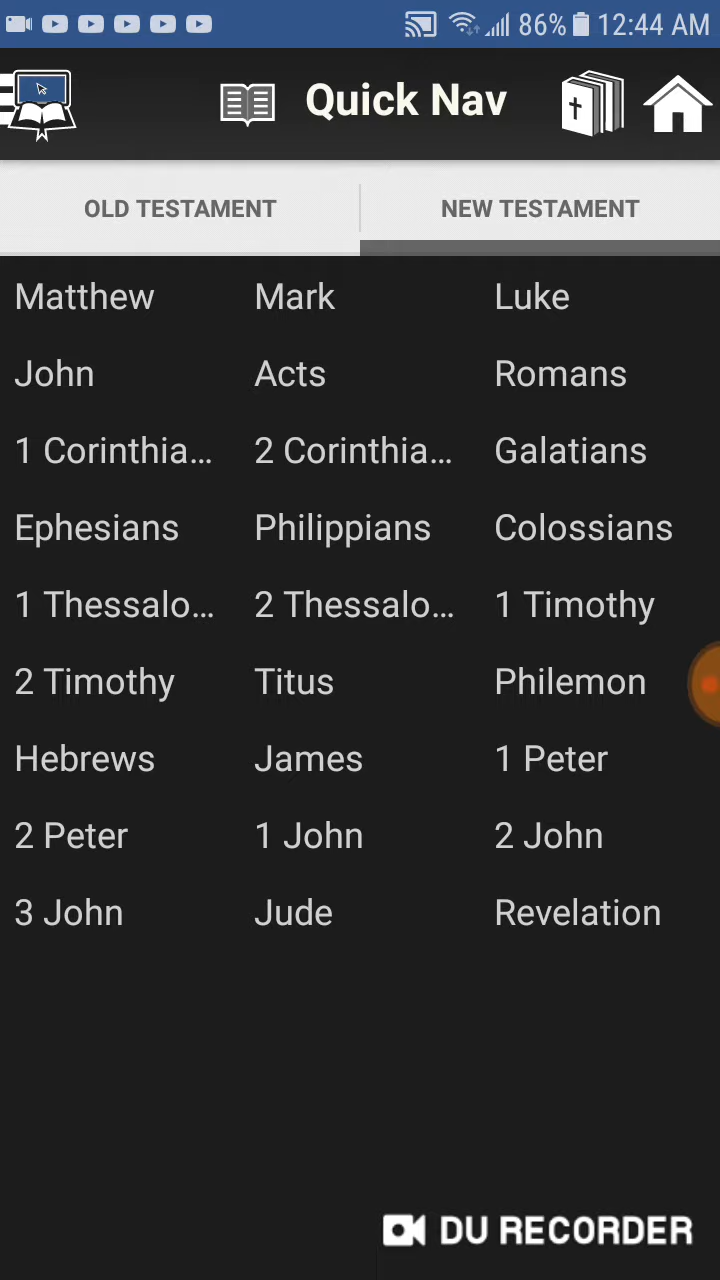 86% 12:44 AM
Quick Nav
OLD TESTAMENT NEW TESTAMENT
Matthew Mark Luke
John Acts Romans
1 Corinthia... 2 Corinthia... Galatians
Ephesians Philippians Colossians
1 Thessalo... 2 Thessalo... 1 Timothy
2 Timothy Titus Philemon
Hebrews James 1 Peter
2 Peter 1 John 2 John
3 John Jude Revelation
DU RECORDER